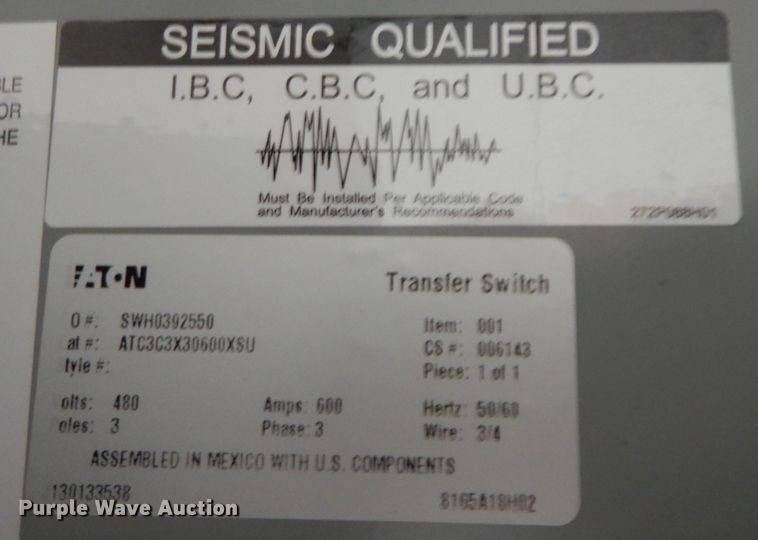 SEISMIC QUALIFIED
I.B.C, C.B.C, and U.B.C.
Must Be Installed Per Applicable Code
and Manufacturer's Recommendations
272P088H01
LE
OR
HE
EATON
Transfer Switch
O #: SWH0392550
Item: 001
at #: ATC3C3X30600XSU
CS #: 006143
tyle #:
Piece: 1 of 1
olts: 480 Amps: 600 Hertz: 50/60
oles: 3 Phase: 3 Wire: 3/4
ASSEMBLED IN MEXICO WITH U.S. COMPONENTS
130133538
8165A18H02
Purple Wave Auction